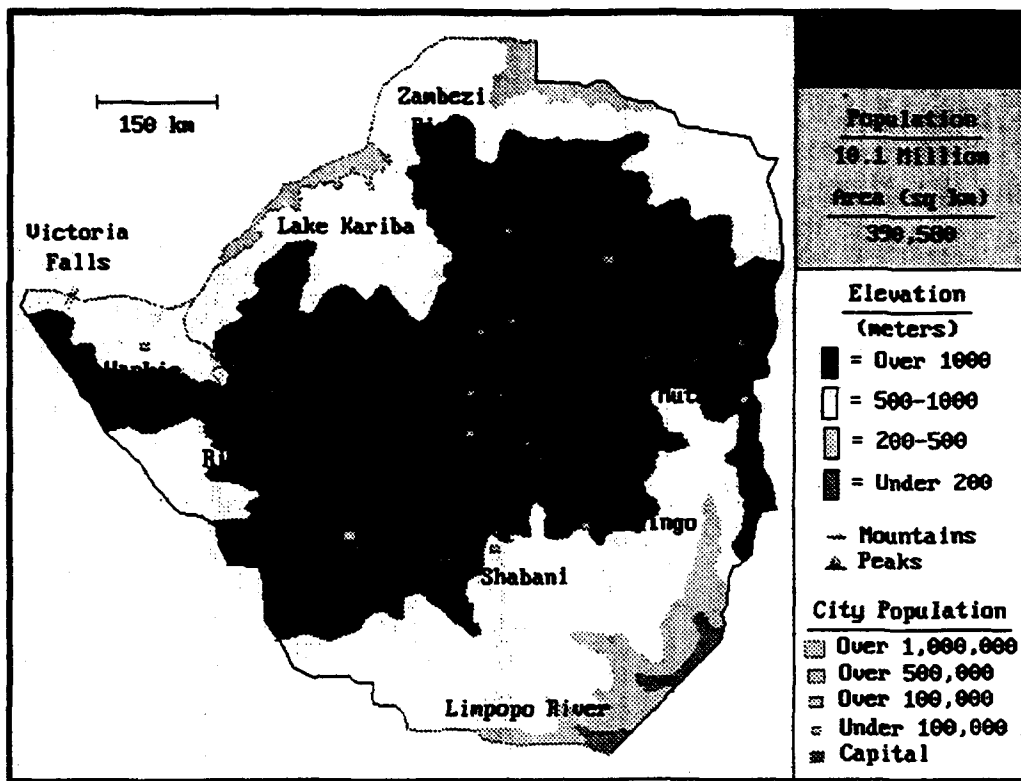 150 km
Zambezi
Lake Kariba
Victoria
Falls
Shabani
Limpopo River
Population
10.1 Million
Area (sq km)
390,580
Elevation
(meters)
= Over 1000
= 500-1000
= 200-500
= Under 200
Mountains
Peaks
City Population
Over 1,000,000
Over 500,000
Over 100,000
Under 100,000
Capital